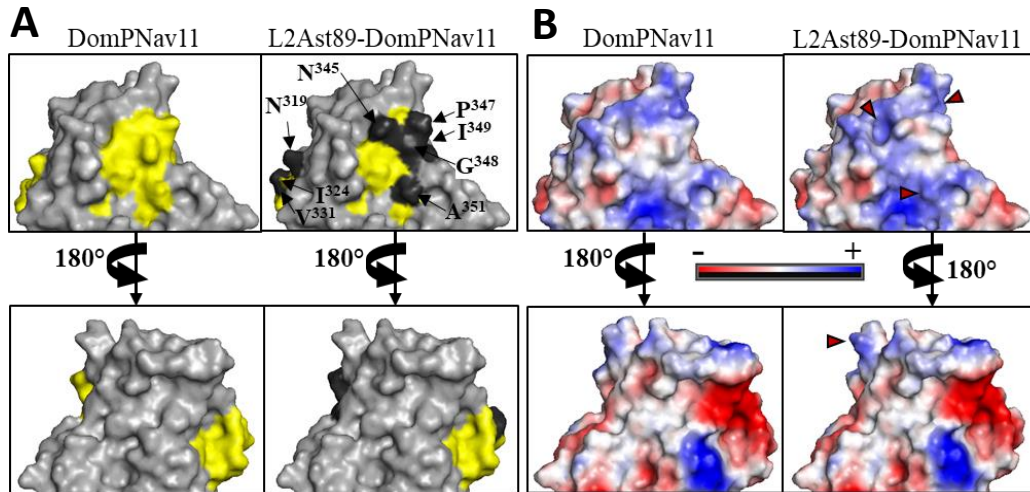 A
DomPNav11
L2Ast89-DomPNav11
N³⁴⁵
N³¹⁹
P³⁴⁷
I³⁴⁹
G³⁴⁸
I³²⁴
V³³¹
A³⁵¹
180°
180°
B
DomPNav11
L2Ast89-DomPNav11
180°
- +
180°